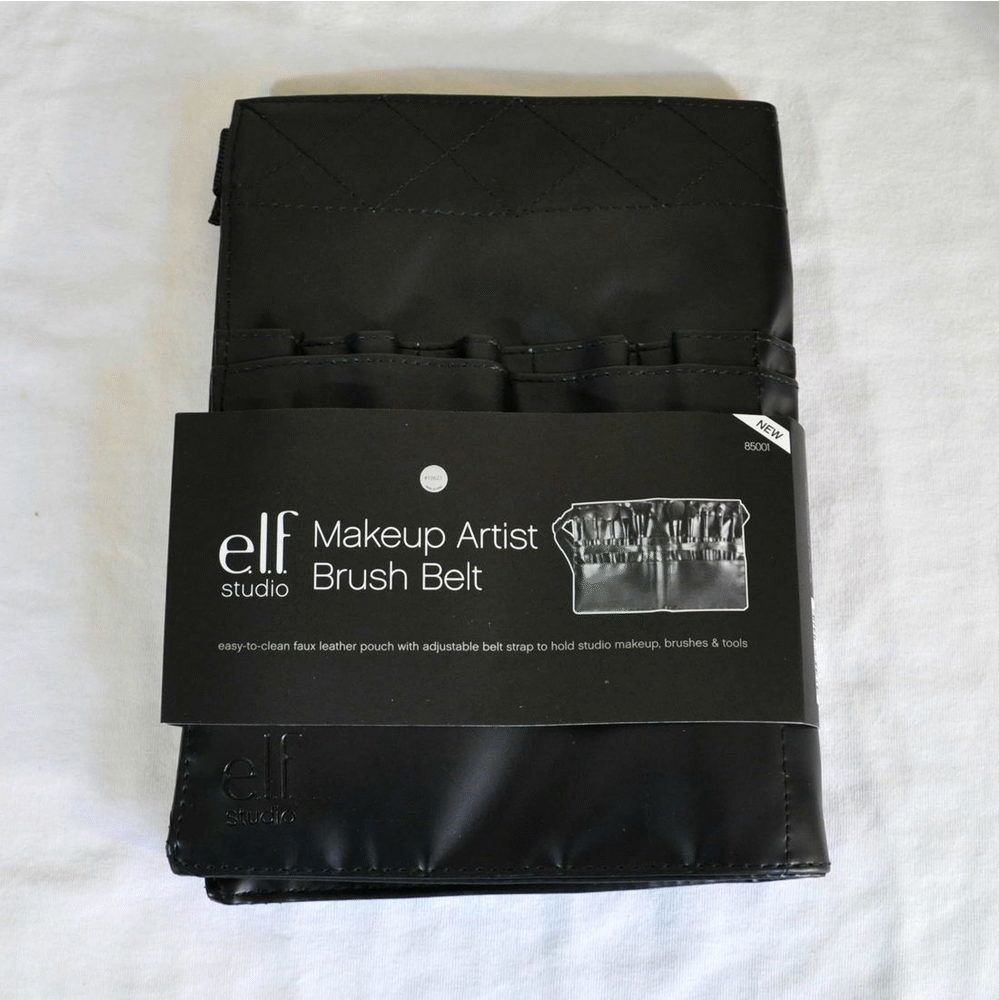 NEW
85001
e.l.f.
studio
Makeup Artist
Brush Belt
easy-to-clean faux leather pouch with adjustable belt strap to hold studio makeup, brushes & tools
e.l.f.
studio